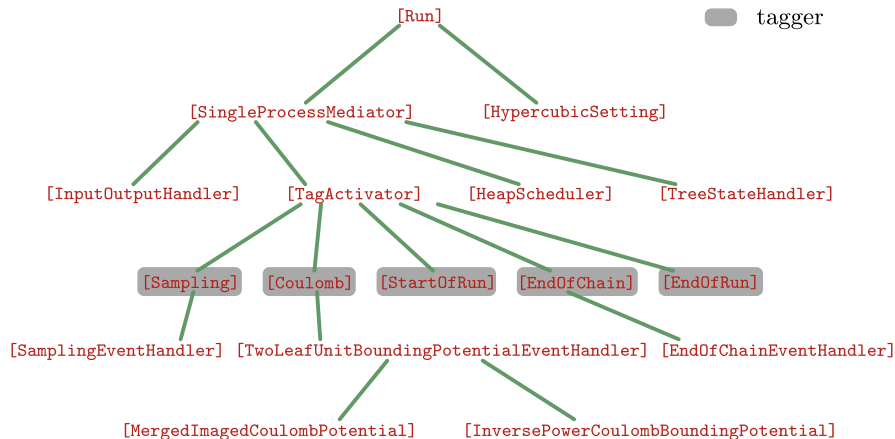 [Run] tagger
[SingleProcessMediator] [HypercubicSetting]
[InputOutputHandler] [TagActivator] [HeapScheduler] [TreeStateHandler]
[Sampling] [Coulomb] [StartOfRun] [EndOfChain] [EndOfRun]
[SamplingEventHandler] [TwoLeafUnitBoundingPotentialEventHandler] [EndOfChainEventHandler]
[MergedImagedCoulombPotential] [InversePowerCoulombBoundingPotential]